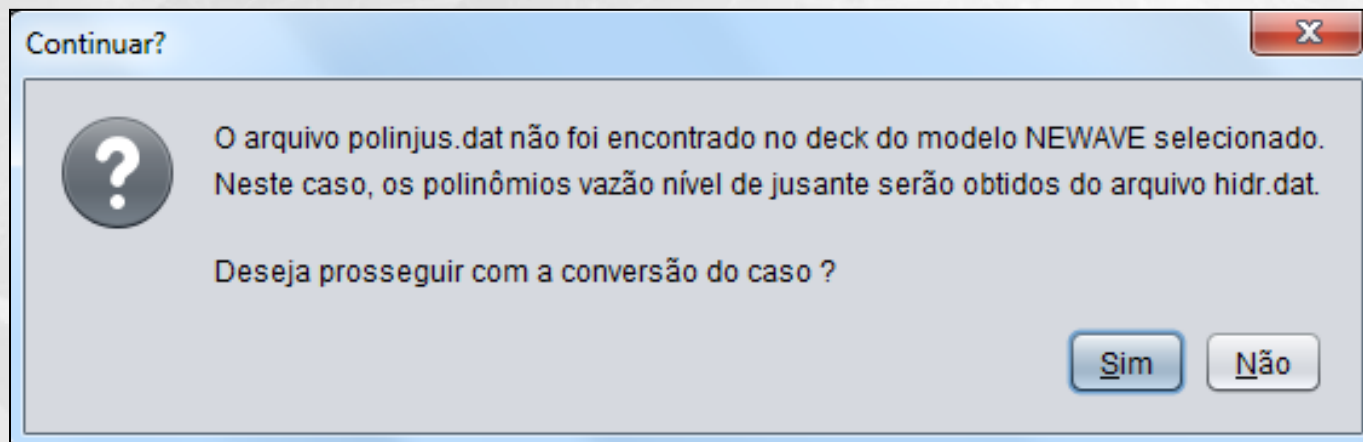 Continuar?
O arquivo polinjus.dat não foi encontrado no deck do modelo NEWAVE selecionado.
Neste caso, os polinômios vazão nível de jusante serão obtidos do arquivo hidr.dat.
Deseja prosseguir com a conversão do caso ?
Sim Não